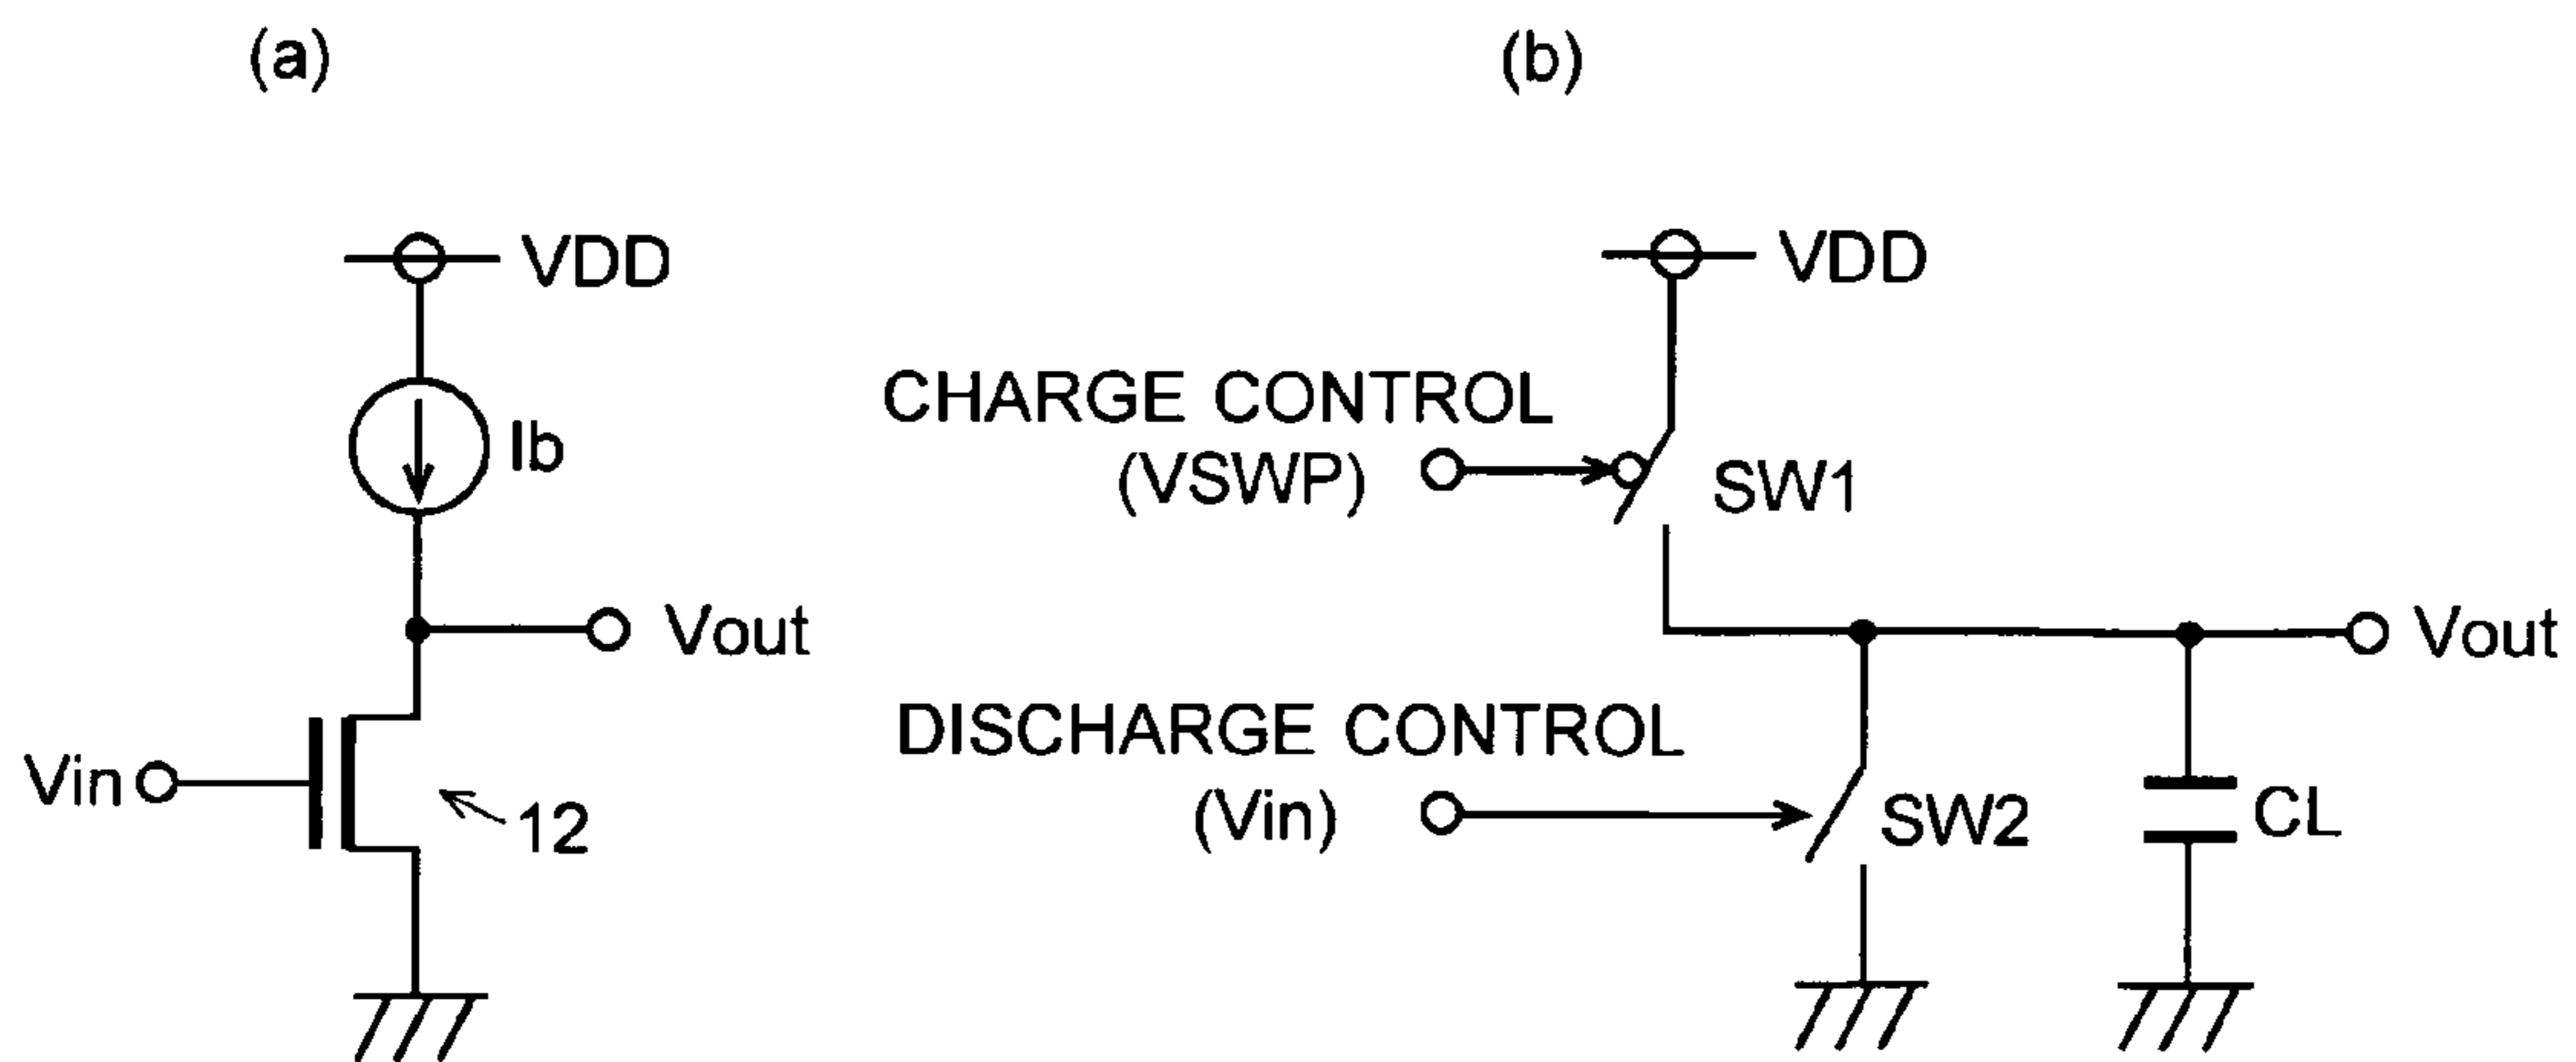 (a)
(b)
VDD
Ib
Vout
Vin
12
VDD
CHARGE CONTROL
(VSWP)
SW1
Vout
DISCHARGE CONTROL
(Vin)
SW2
CL